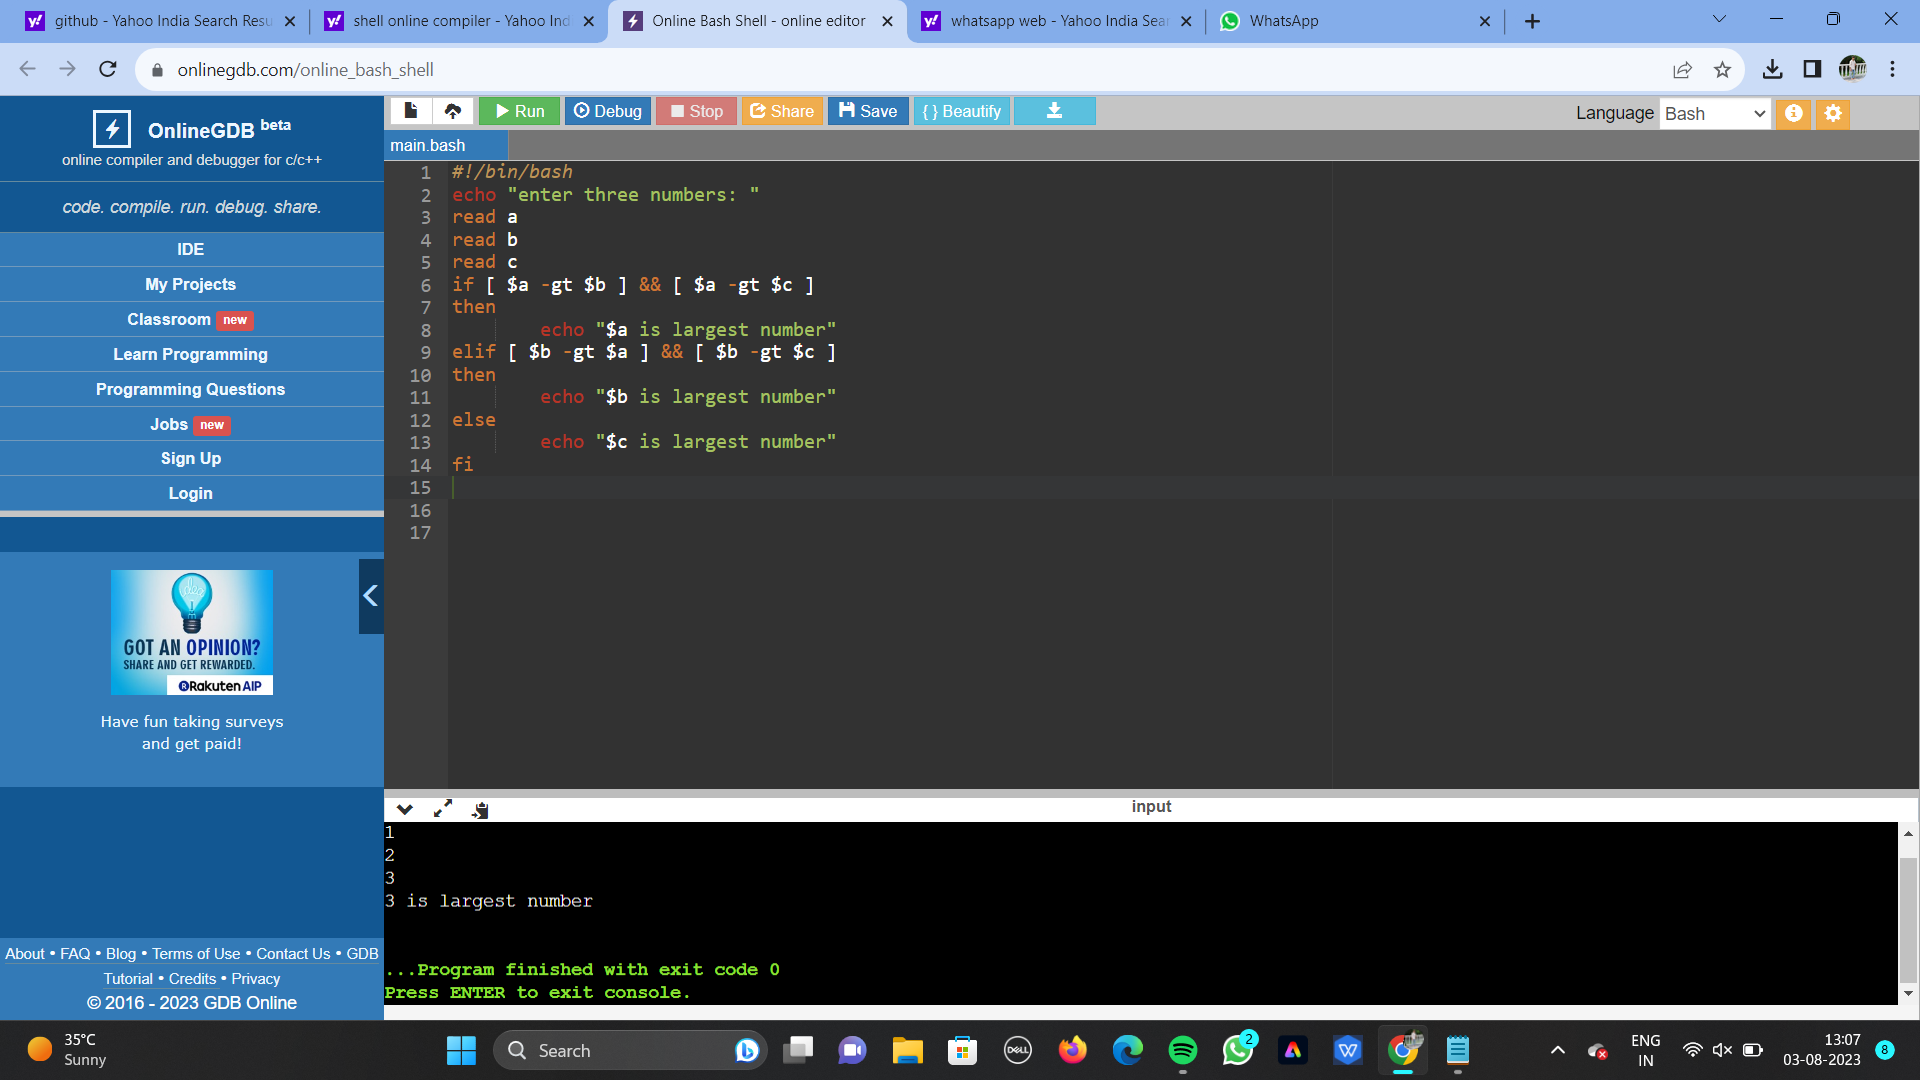 github - Yahoo India Search Resu
shell online compiler - Yahoo Ind
Online Bash Shell - online editor
whatsapp web - Yahoo India Sear
WhatsApp
onlinegdb.com/online_bash_shell
OnlineGDB beta
online compiler and debugger for c/c++
code. compile. run. debug. share.
IDE
My Projects
Classroom new
Learn Programming
Programming Questions
Jobs new
Sign Up
Login
GOT AN OPINION?
SHARE AND GET REWARDED.
Rakuten AIP
Have fun taking surveys
and get paid!
About • FAQ • Blog • Terms of Use • Contact Us • GDB
Tutorial • Credits • Privacy
© 2016 - 2023 GDB Online
Run Debug Stop Share Save { } Beautify
Language Bash
main.bash
1 #!/bin/bash
2 echo "enter three numbers: "
3 read a
4 read b
5 read c
6 if [ $a -gt $b ] && [ $a -gt $c ]
7 then
8 echo "$a is largest number"
9 elif [ $b -gt $a ] && [ $b -gt $c ]
10 then
11 echo "$b is largest number"
12 else
13 echo "$c is largest number"
14 fi
15
16
17
input
1
2
3
3 is largest number
...Program finished with exit code 0
Press ENTER to exit console.
35°C
Sunny
Search
DELL
2
ENG
IN
13:07
03-08-2023
8